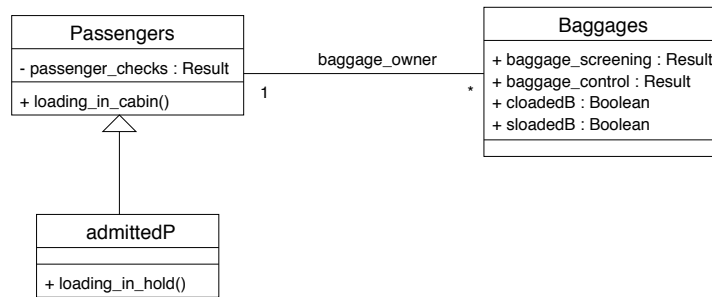 Passengers
- passenger_checks : Result
+ loading_in_cabin()
baggage_owner
1
*
Baggages
+ baggage_screening : Result
+ baggage_control : Result
+ cloadedB : Boolean
+ sloadedB : Boolean
admittedP
+ loading_in_hold()